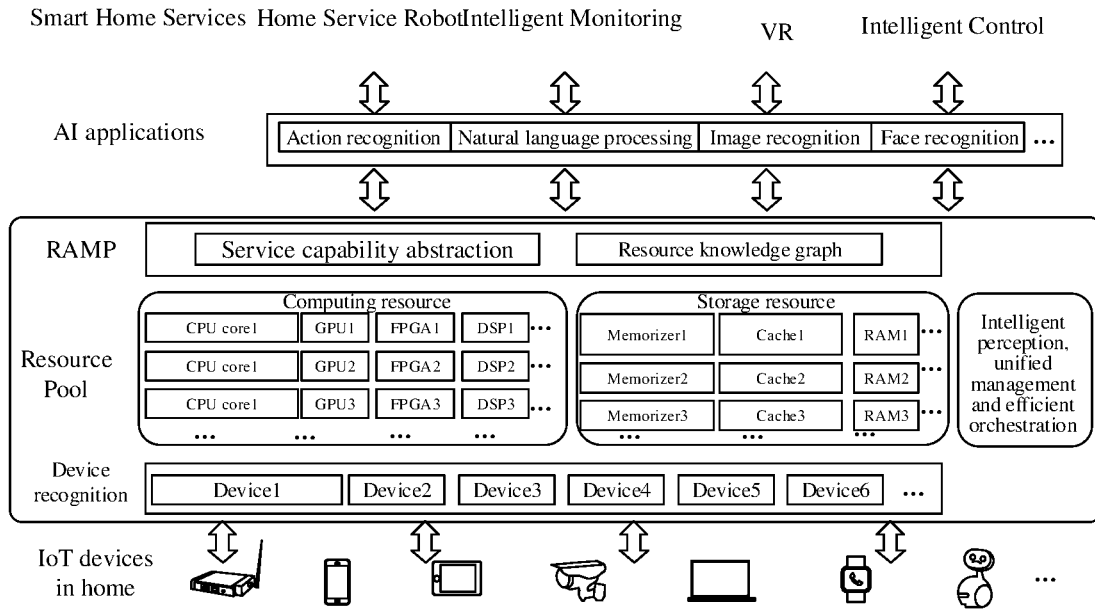 Smart Home Services Home Service Robot Intelligent Monitoring VR Intelligent Control
AI applications
Action recognition Natural language processing Image recognition Face recognition ...
RAMP
Service capability abstraction Resource knowledge graph
Resource
Pool
Computing resource
CPU core1 GPU1 FPGA1 DSP1 ...
CPU core1 GPU2 FPGA2 DSP2 ...
CPU core1 GPU3 FPGA3 DSP3 ...
... ... ... ...
Storage resource
Memorizer1 Cache1 RAM1 ...
Memorizer2 Cache2 RAM2 ...
Memorizer3 Cache3 RAM3 ...
... ... ...
Intelligent
perception,
unified
management
and efficient
orchestration
Device
recognition
Device1 Device2 Device3 Device4 Device5 Device6 ...
IoT devices
in home
...